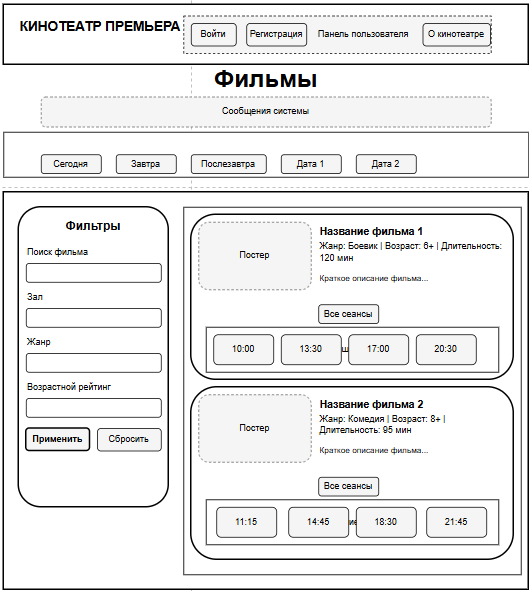 КИНОТЕАТР ПРЕМЬЕРА
Войти
Регистрация
Панель пользователя
О кинотеатре
Фильмы
Сообщения системы
Сегодня
Завтра
Послезавтра
Дата 1
Дата 2
Фильтры
Поиск фильма
Зал
Жанр
Возрастной рейтинг
Применить
Сбросить
Постер
Название фильма 1
Жанр: Боевик | Возраст: 6+ | Длительность:
120 мин
Краткое описание фильма...
Все сеансы
10:00
13:30
17:00
20:30
Постер
Название фильма 2
Жанр: Комедия | Возраст: 8+ |
Длительность: 95 мин
Краткое описание фильма...
Все сеансы
11:15
14:45
18:30
21:45